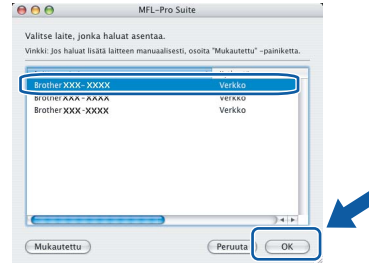 MFL-Pro Suite
Valitse laite, jonka haluat asentaa.
Vinkki: Jos haluat lisätä laitteen manuaalisesti, osoita "Mukautettu" -painiketta.
Brother XXX-XXXX Verkko
Brother XXX-XXXX Verkko
Brother XXX-XXXX Verkko
Mukautettu Peruuta OK